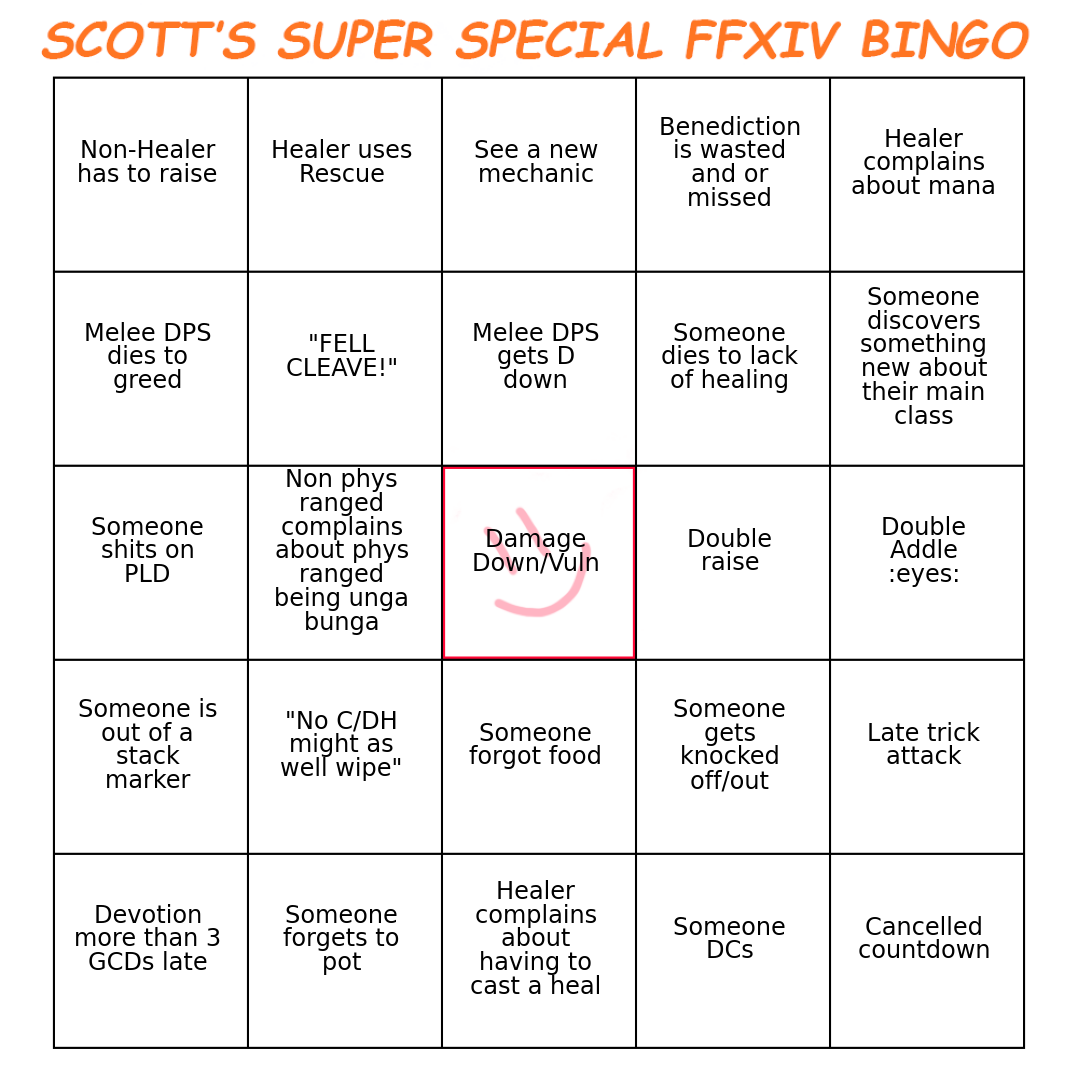 SCOTT'S SUPER SPECIAL FFXIV BINGO
Non-Healer
has to raise
Healer uses
Rescue
See a new
mechanic
Benediction
is wasted
and or
missed
Healer
complains
about mana
Melee DPS
dies to
greed
"FELL
CLEAVE!"
Melee DPS
gets D
down
Someone
dies to lack
of healing
Someone
discovers
something
new about
their main
class
Someone
shits on
PLD
Non phys
ranged
complains
about phys
ranged
being unga
bunga
Damage
Down/Vuln
Double
raise
Double
Addle
:eyes:
Someone is
out of a
stack
marker
"No C/DH
might as
well wipe"
Someone
forgot food
Someone
gets
knocked
off/out
Late trick
attack
Devotion
more than 3
GCDs late
Someone
forgets to
pot
Healer
complains
about
having to
cast a heal
Someone
DCs
Cancelled
countdown